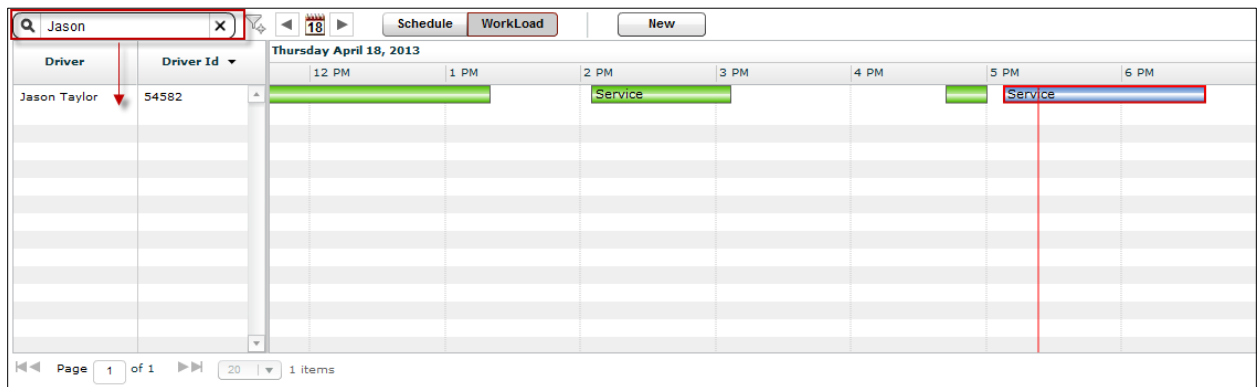 Jason 18 Schedule WorkLoad New
Driver Driver Id Thursday April 18, 2013
12 PM 1 PM 2 PM 3 PM 4 PM 5 PM 6 PM
Jason Taylor 54582 Service Service
Page 1 of 1 20 1 items